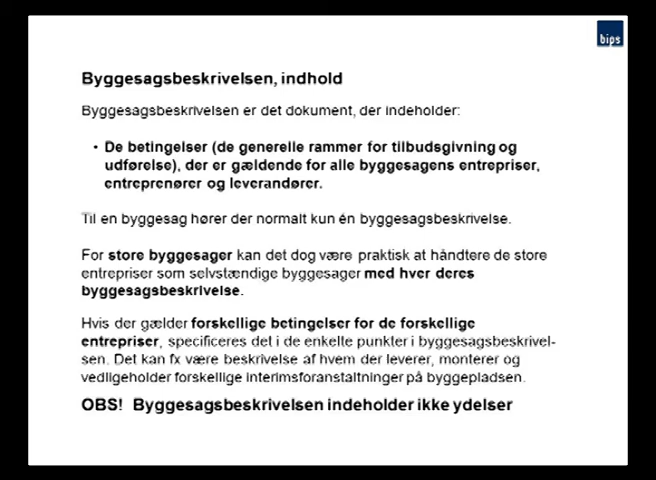 bips
Byggesagsbeskrivelsen, indhold
Byggesagsbeskrivelsen er det dokument, der indeholder:
• De betingelser (de generelle rammer for tilbudsgivning og
udførelse), der er gældende for alle byggesagens entrepriser,
entreprenører og leverandører.
Til en byggesag hører der normalt kun én byggesagsbeskrivelse.
For store byggesager kan det dog være praktisk at håndtere de store
entrepriser som selvstændige byggesager med hver deres
byggesagsbeskrivelse.
Hvis der gælder forskellige betingelser for de forskellige
entrepriser, specificeres det i de enkelte punkter i byggesagsbeskrivel-
sen. Det kan fx være beskrivelse af hvem der leverer, monterer og
vedligeholder forskellige interimsforanstaltninger på byggepladsen.
OBS! Byggesagsbeskrivelsen indeholder ikke ydelser